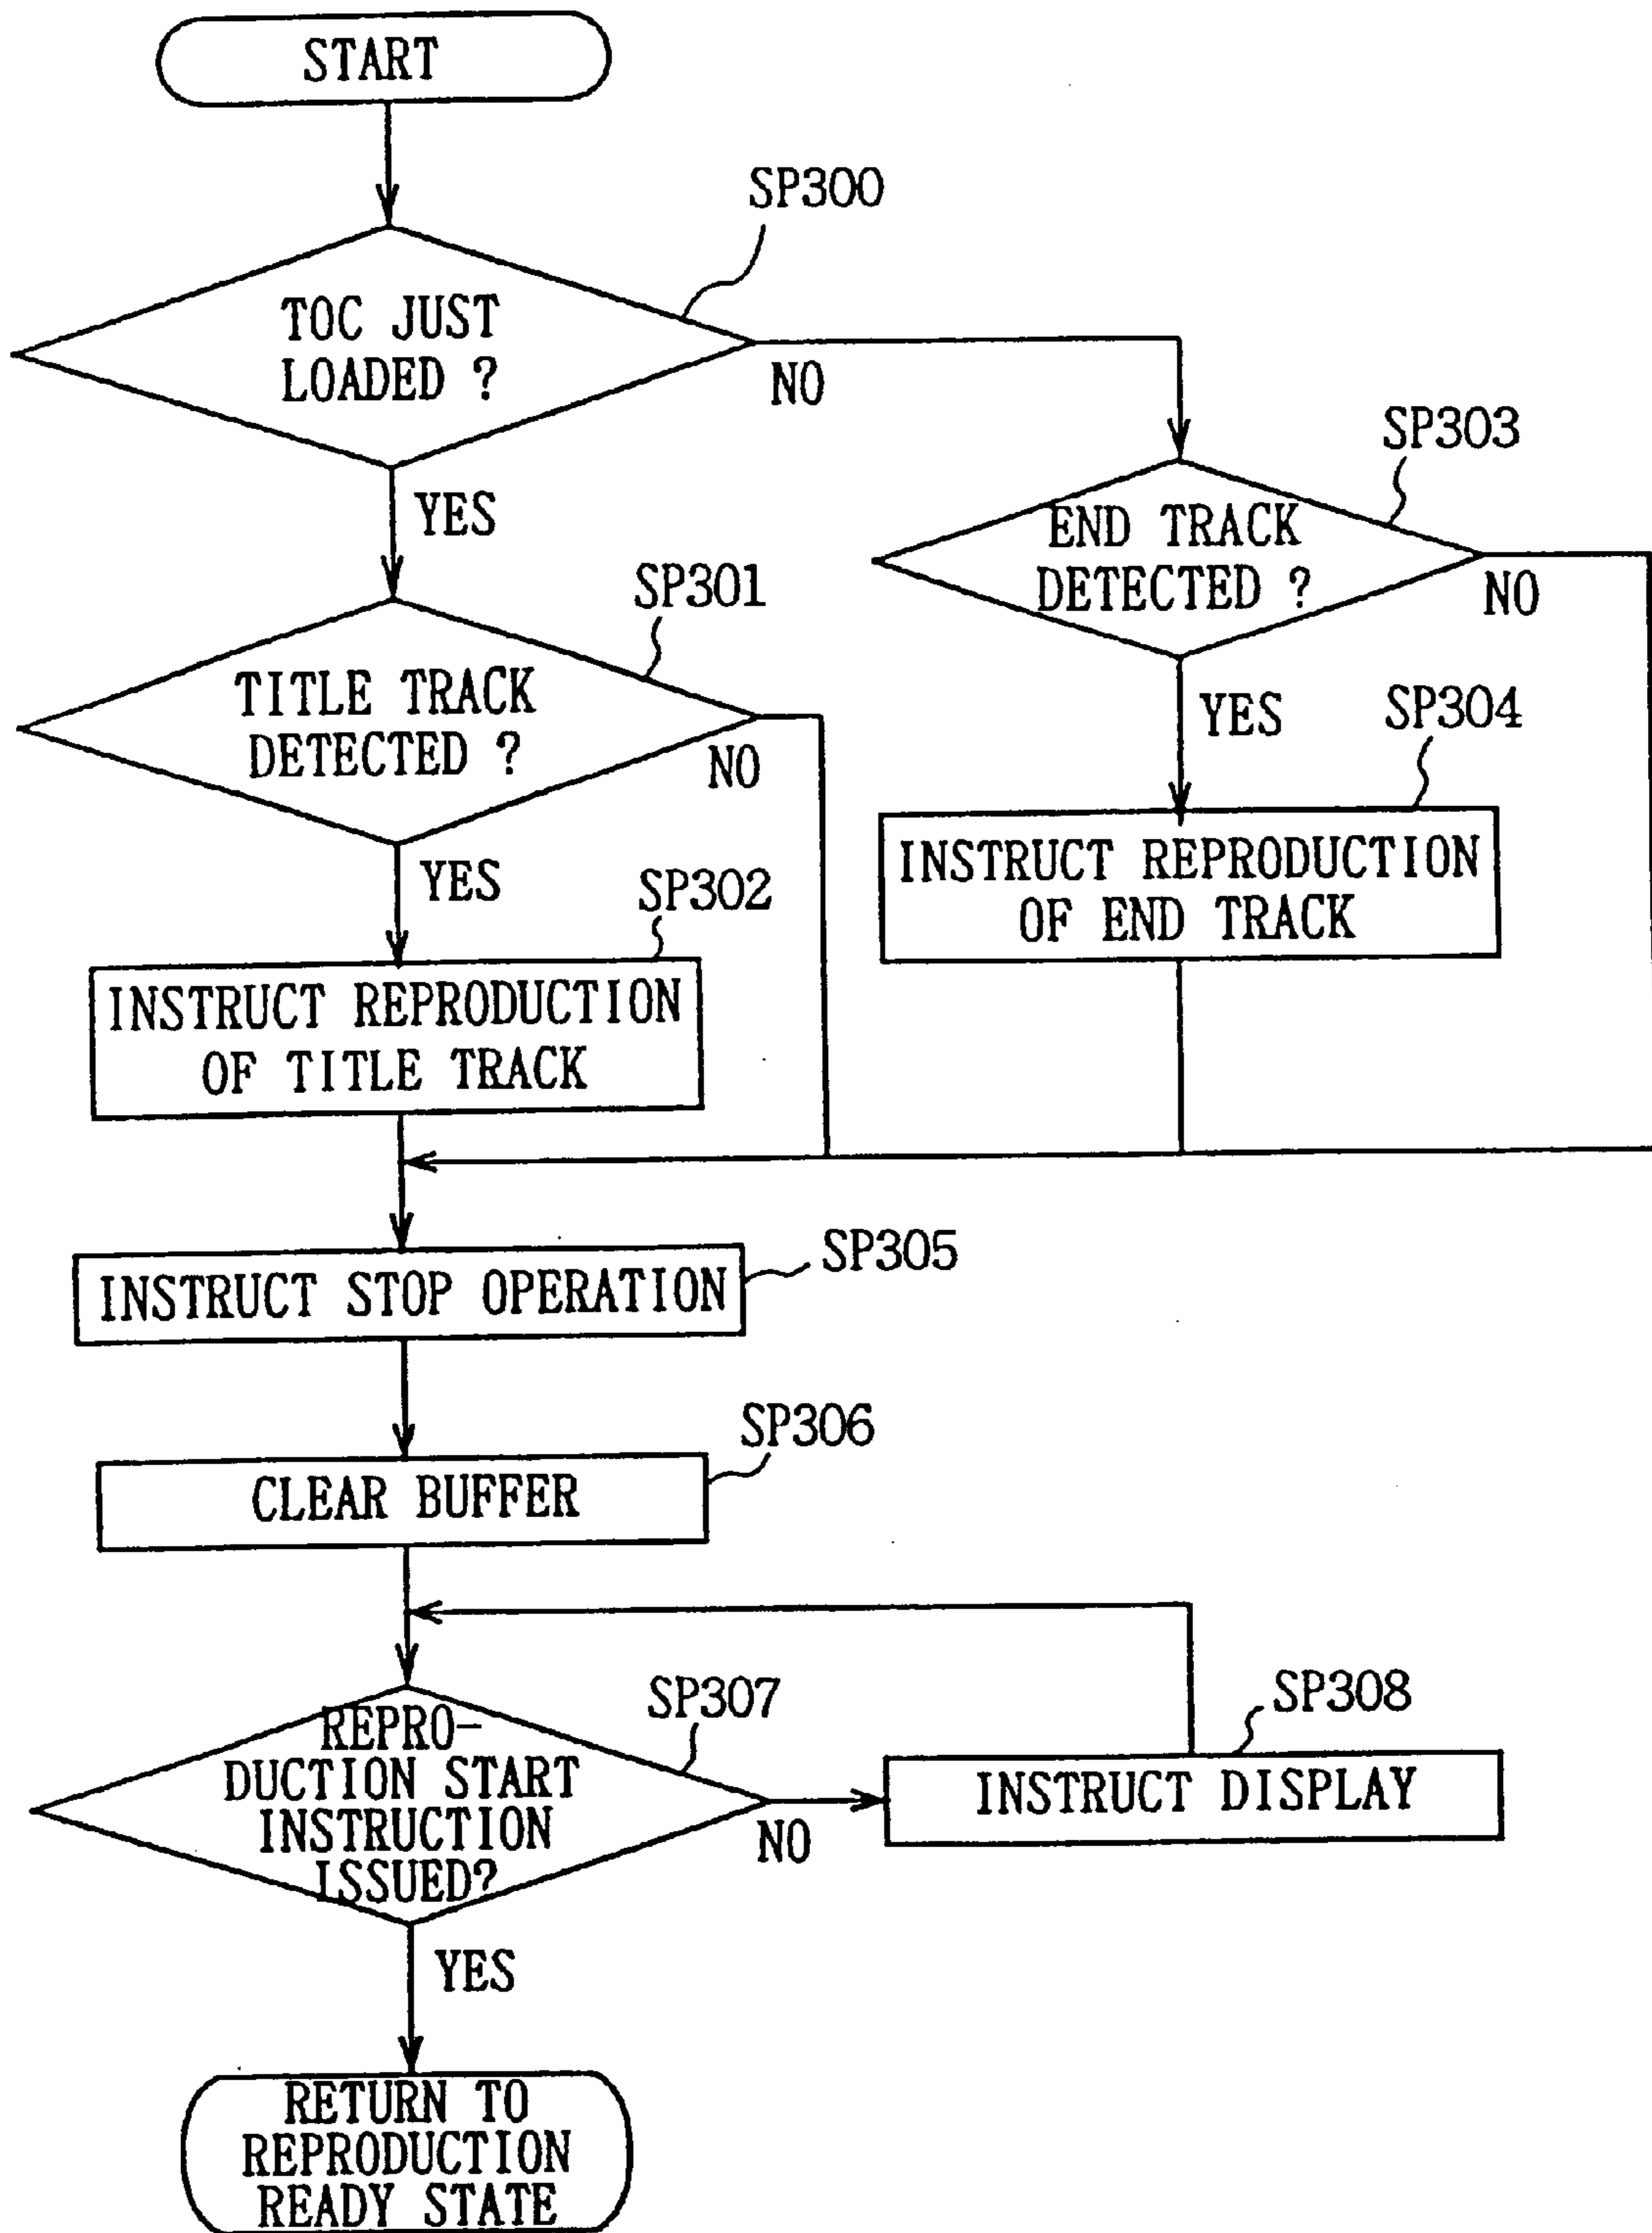 START
SP300
TOC JUST
LOADED ?
NO
YES
SP303
END TRACK
DETECTED ?
NO
SP301
TITLE TRACK
DETECTED ?
NO
YES
YES
SP304
INSTRUCT REPRODUCTION
OF END TRACK
SP302
INSTRUCT REPRODUCTION
OF TITLE TRACK
SP305
INSTRUCT STOP OPERATION
SP306
CLEAR BUFFER
SP307
REPRO-
DUCTION START
INSTRUCTION
ISSUED?
NO
SP308
INSTRUCT DISPLAY
YES
RETURN TO
REPRODUCTION
READY STATE